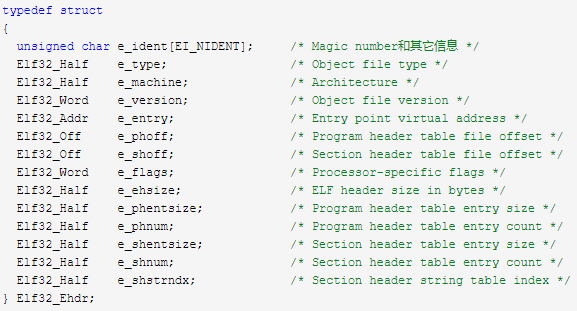 typedef struct
{
  unsigned char e_ident[EI_NIDENT];     /* Magic number和其它信息 */
  Elf32_Half    e_type;                 /* Object file type */
  Elf32_Half    e_machine;              /* Architecture */
  Elf32_Word    e_version;              /* Object file version */
  Elf32_Addr    e_entry;                /* Entry point virtual address */
  Elf32_Off     e_phoff;                /* Program header table file offset */
  Elf32_Off     e_shoff;                /* Section header table file offset */
  Elf32_Word    e_flags;                /* Processor-specific flags */
  Elf32_Half    e_ehsize;               /* ELF header size in bytes */
  Elf32_Half    e_phentsize;            /* Program header table entry size */
  Elf32_Half    e_phnum;                /* Program header table entry count */
  Elf32_Half    e_shentsize;            /* Section header table entry size */
  Elf32_Half    e_shnum;                /* Section header table entry count */
  Elf32_Half    e_shstrndx;             /* Section header string table index */
} Elf32_Ehdr;